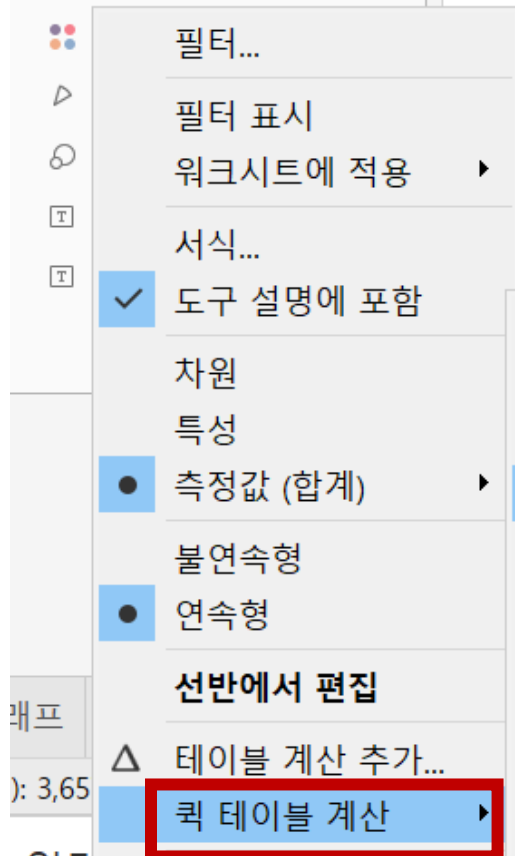 필터...
필터 표시
워크시트에 적용
T
서식...
T
도구 설명에 포함
차원
특성
측정값 (합계)
불연속형
연속형
선반에서 편집
래프
테이블 계산 추가...
): 3,65
퀵 테이블 계산